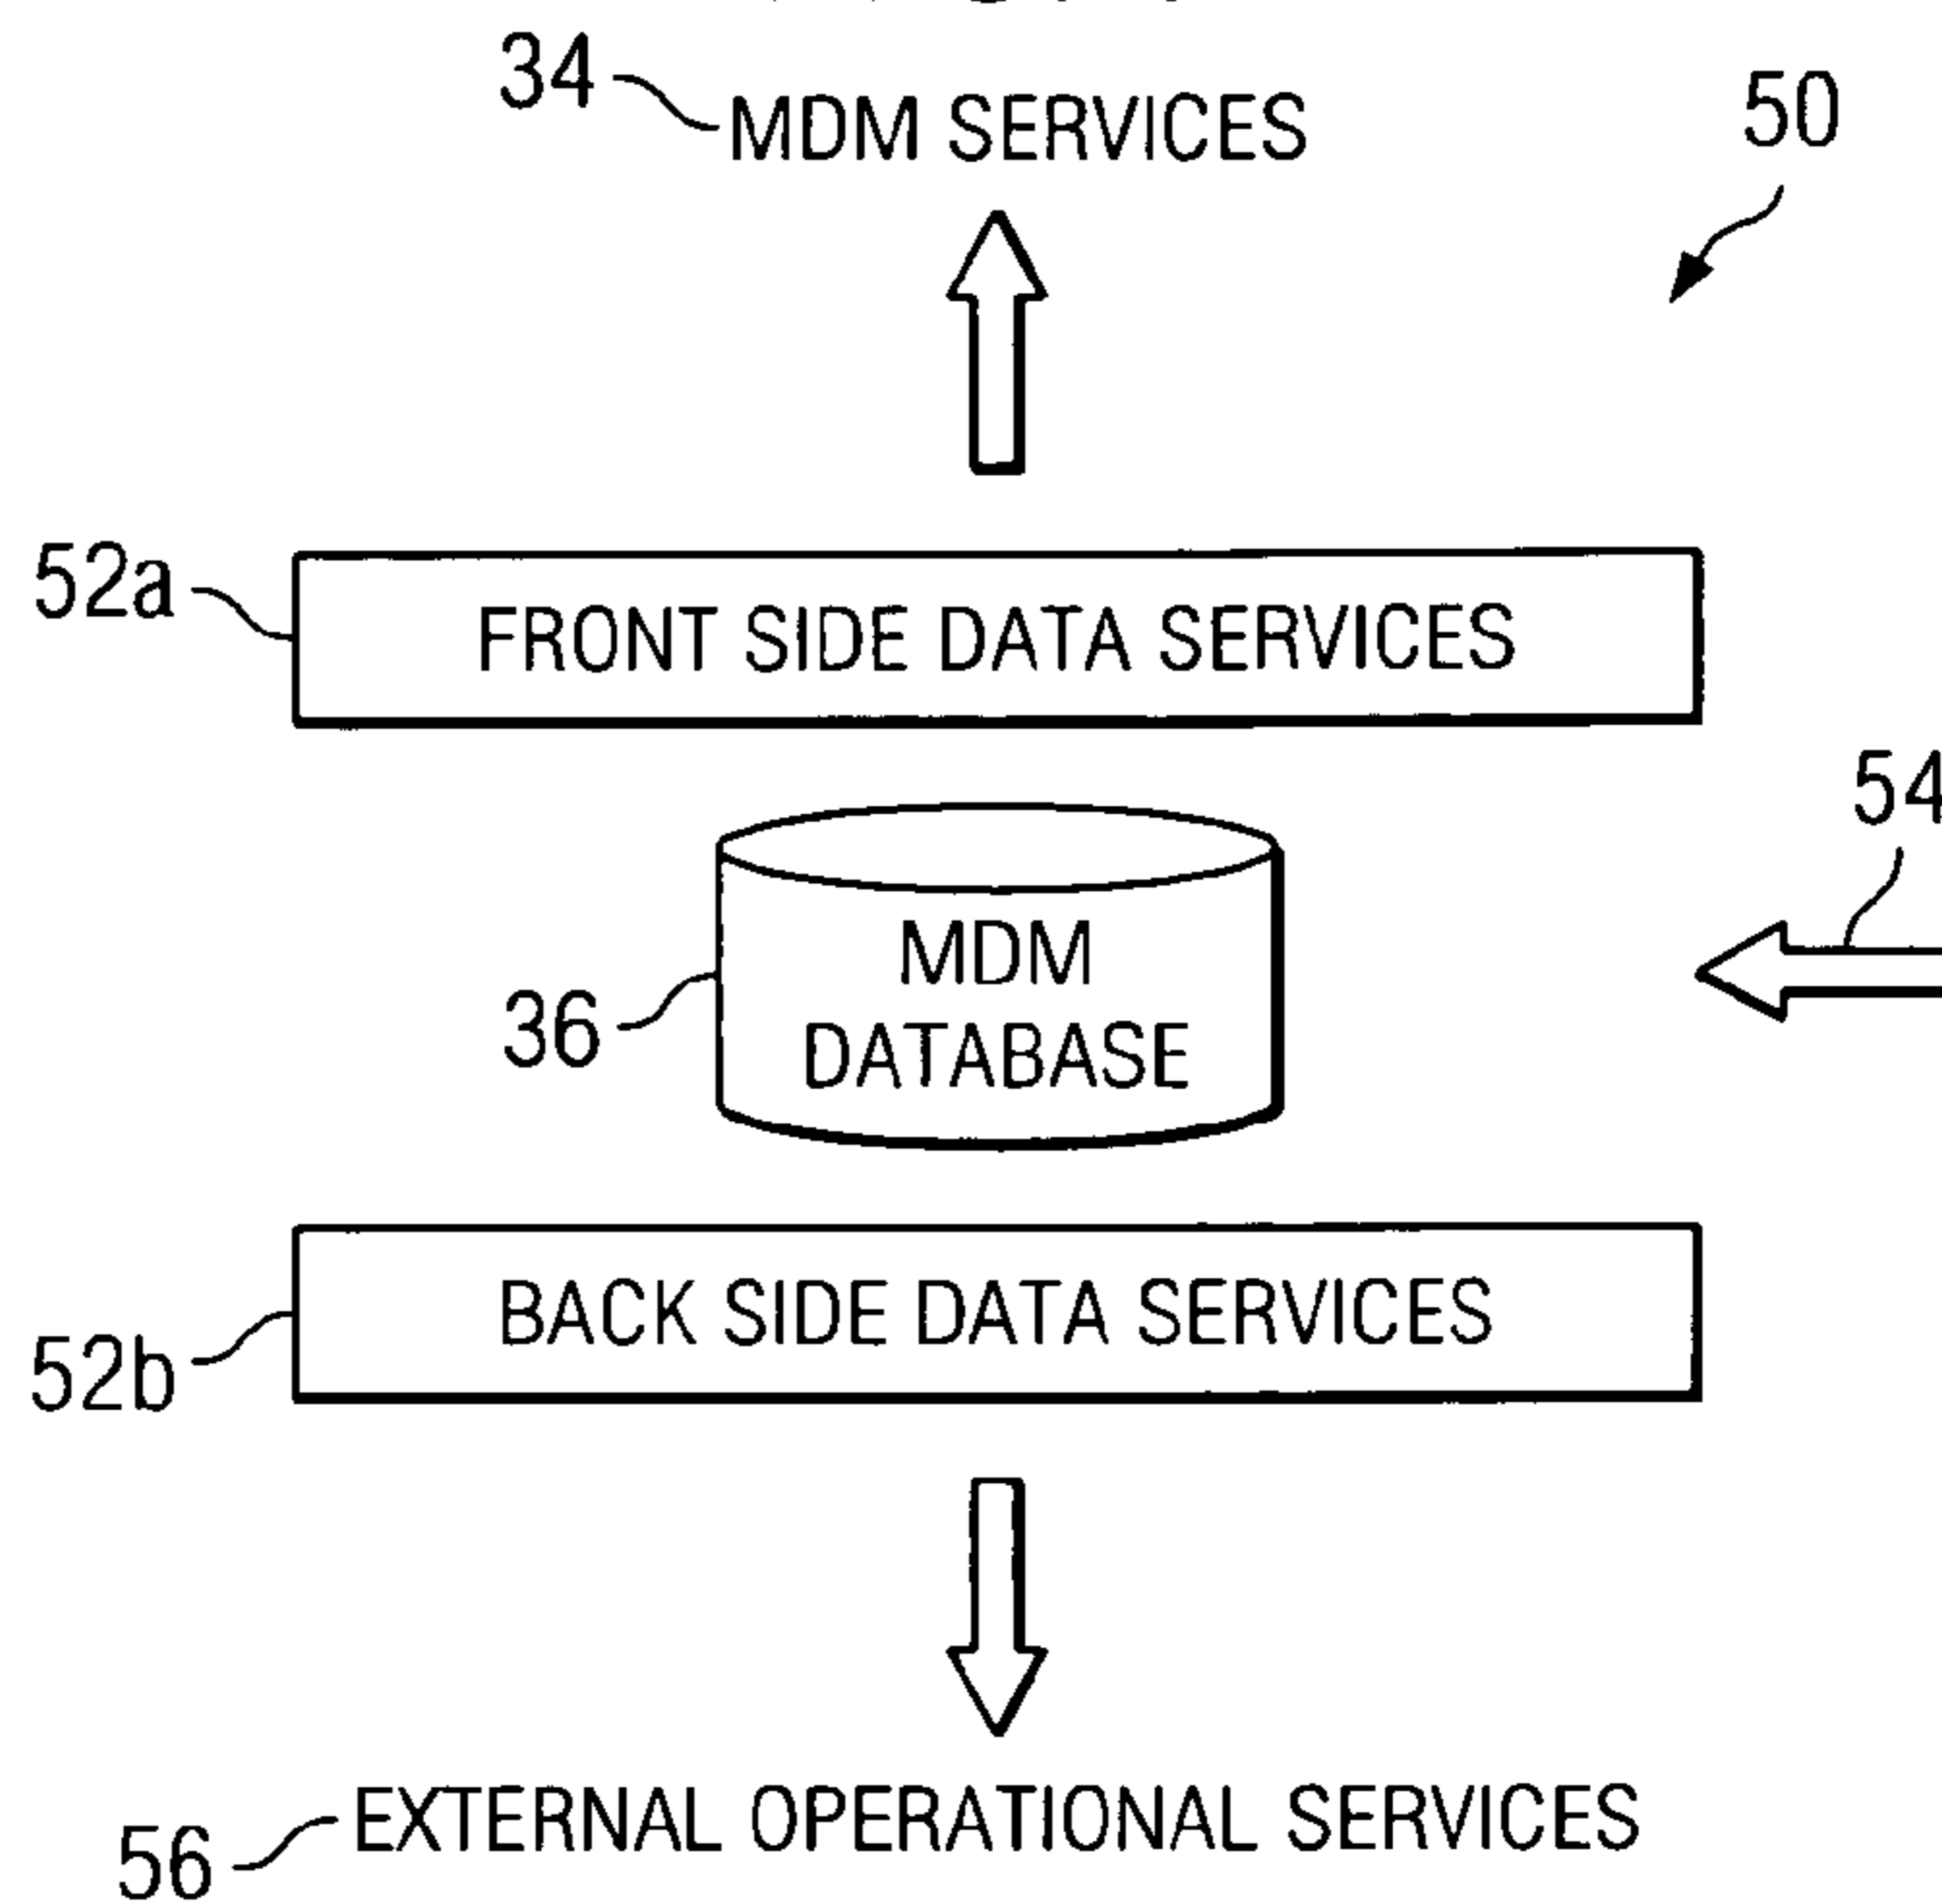 34
MDM SERVICES
50
52a
FRONT SIDE DATA SERVICES
54
MDM
DATABASE
36
BACK SIDE DATA SERVICES
52b
EXTERNAL OPERATIONAL SERVICES
56